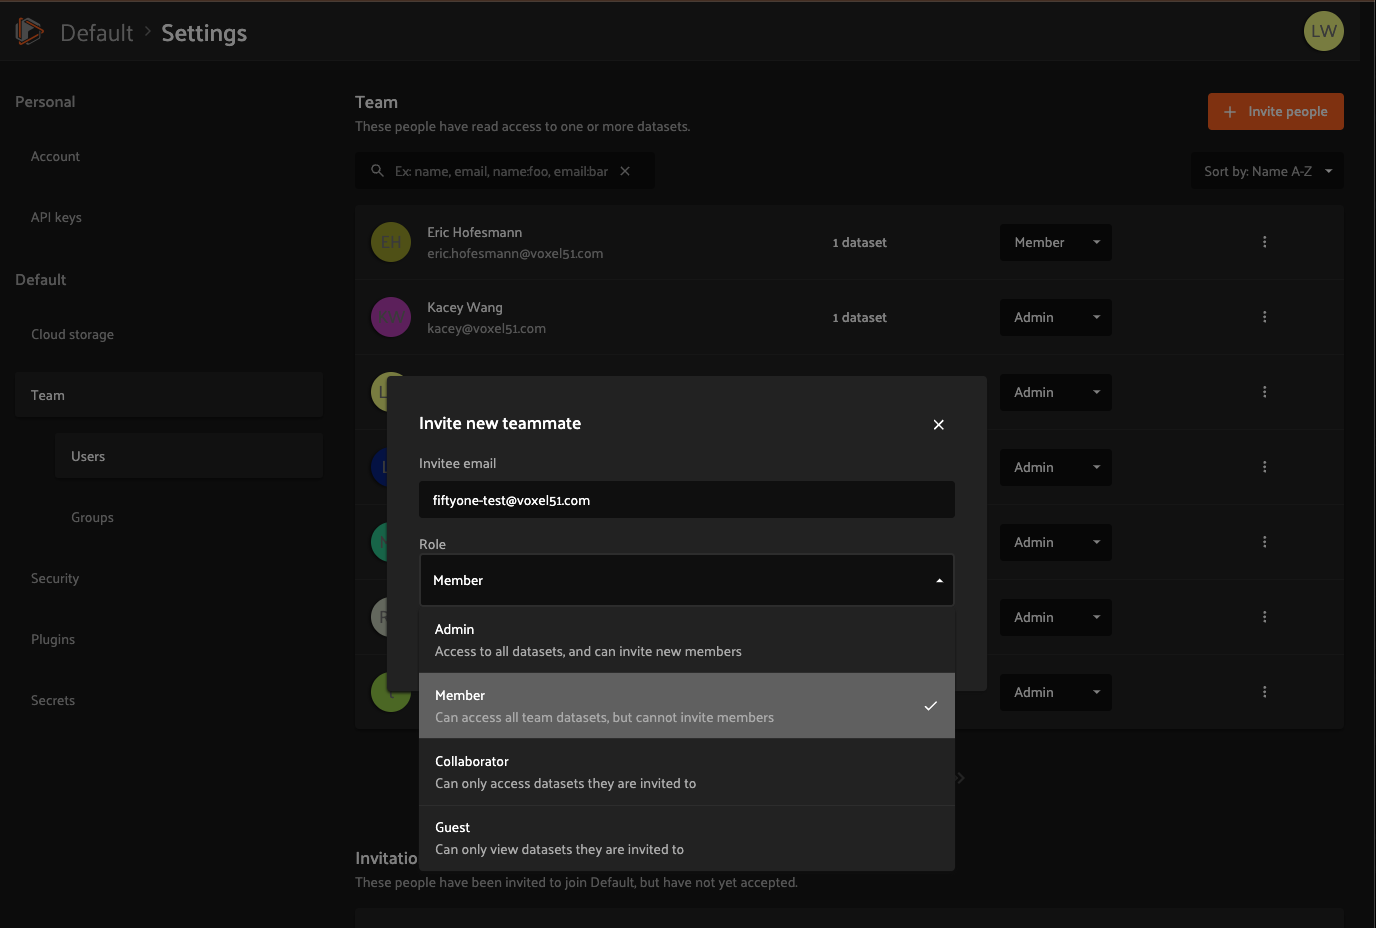 Default > Settings
LW
Personal
Account
API keys
Default
Cloud storage
Team
Users
Groups
Security
Plugins
Secrets
Team
These people have read access to one or more datasets.
+ Invite people
Ex: name, email, name:foo, email:bar
Sort by: Name A-Z
EH
Eric Hofesmann
eric.hofesmann@voxel51.com
1 dataset
Member
Kacey Wang
kacey@voxel51.com
1 dataset
Admin
Admin
Admin
Admin
Admin
Admin
Invite new teammate
Invitee email
fiftyone-test@voxel51.com
Role
Member
Admin
Access to all datasets, and can invite new members
Member
Can access all team datasets, but cannot invite members
Collaborator
Can only access datasets they are invited to
Guest
Can only view datasets they are invited to
Invitatio
These people have been invited to join Default, but have not yet accepted.